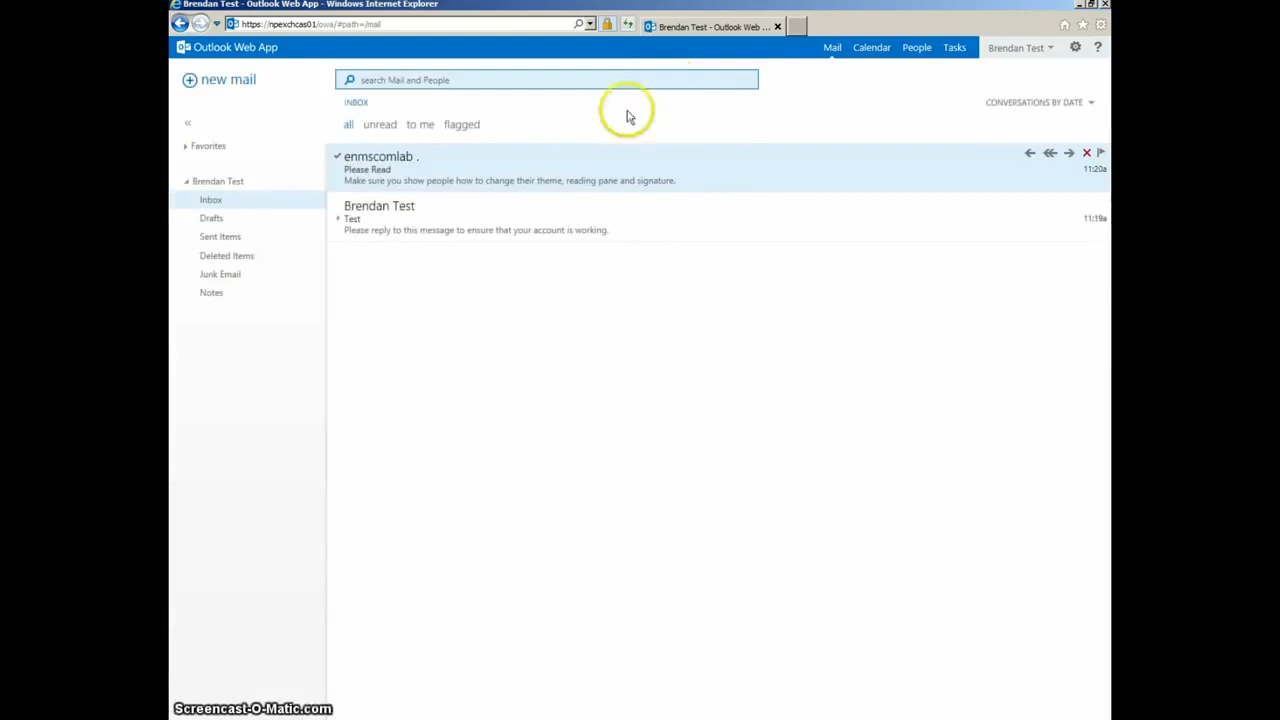 Brendan Test - Outlook Web App - Windows Internet Explorer
https://npexchcas01/owa/#path=/mail
Brendan Test - Outlook Web ...
Outlook Web App
Mail Calendar People Tasks Brendan Test ?
new mail
search Mail and People
INBOX
CONVERSATIONS BY DATE
all unread to me flagged
«
Favorites
Brendan Test
Inbox
Drafts
Sent Items
Deleted Items
Junk Email
Notes
enmscomlab .
Please Read
11:20a
Make sure you show people how to change their theme, reading pane and signature.
Brendan Test
Test
11:19a
Please reply to this message to ensure that your account is working.
Screencast-O-Matic.com